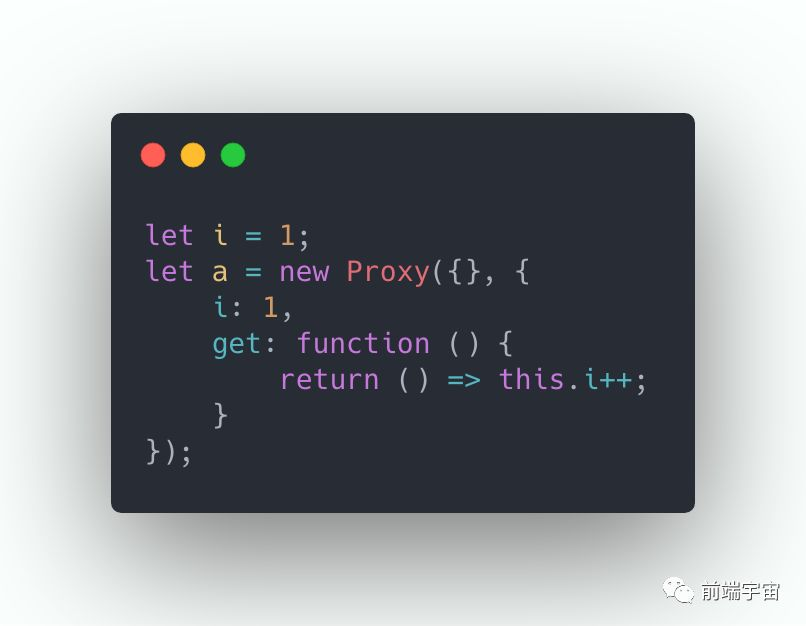 let i = 1;
let a = new Proxy({}, {
    i: 1,
    get: function () {
        return () => this.i++;
    }
});
前端宇宙